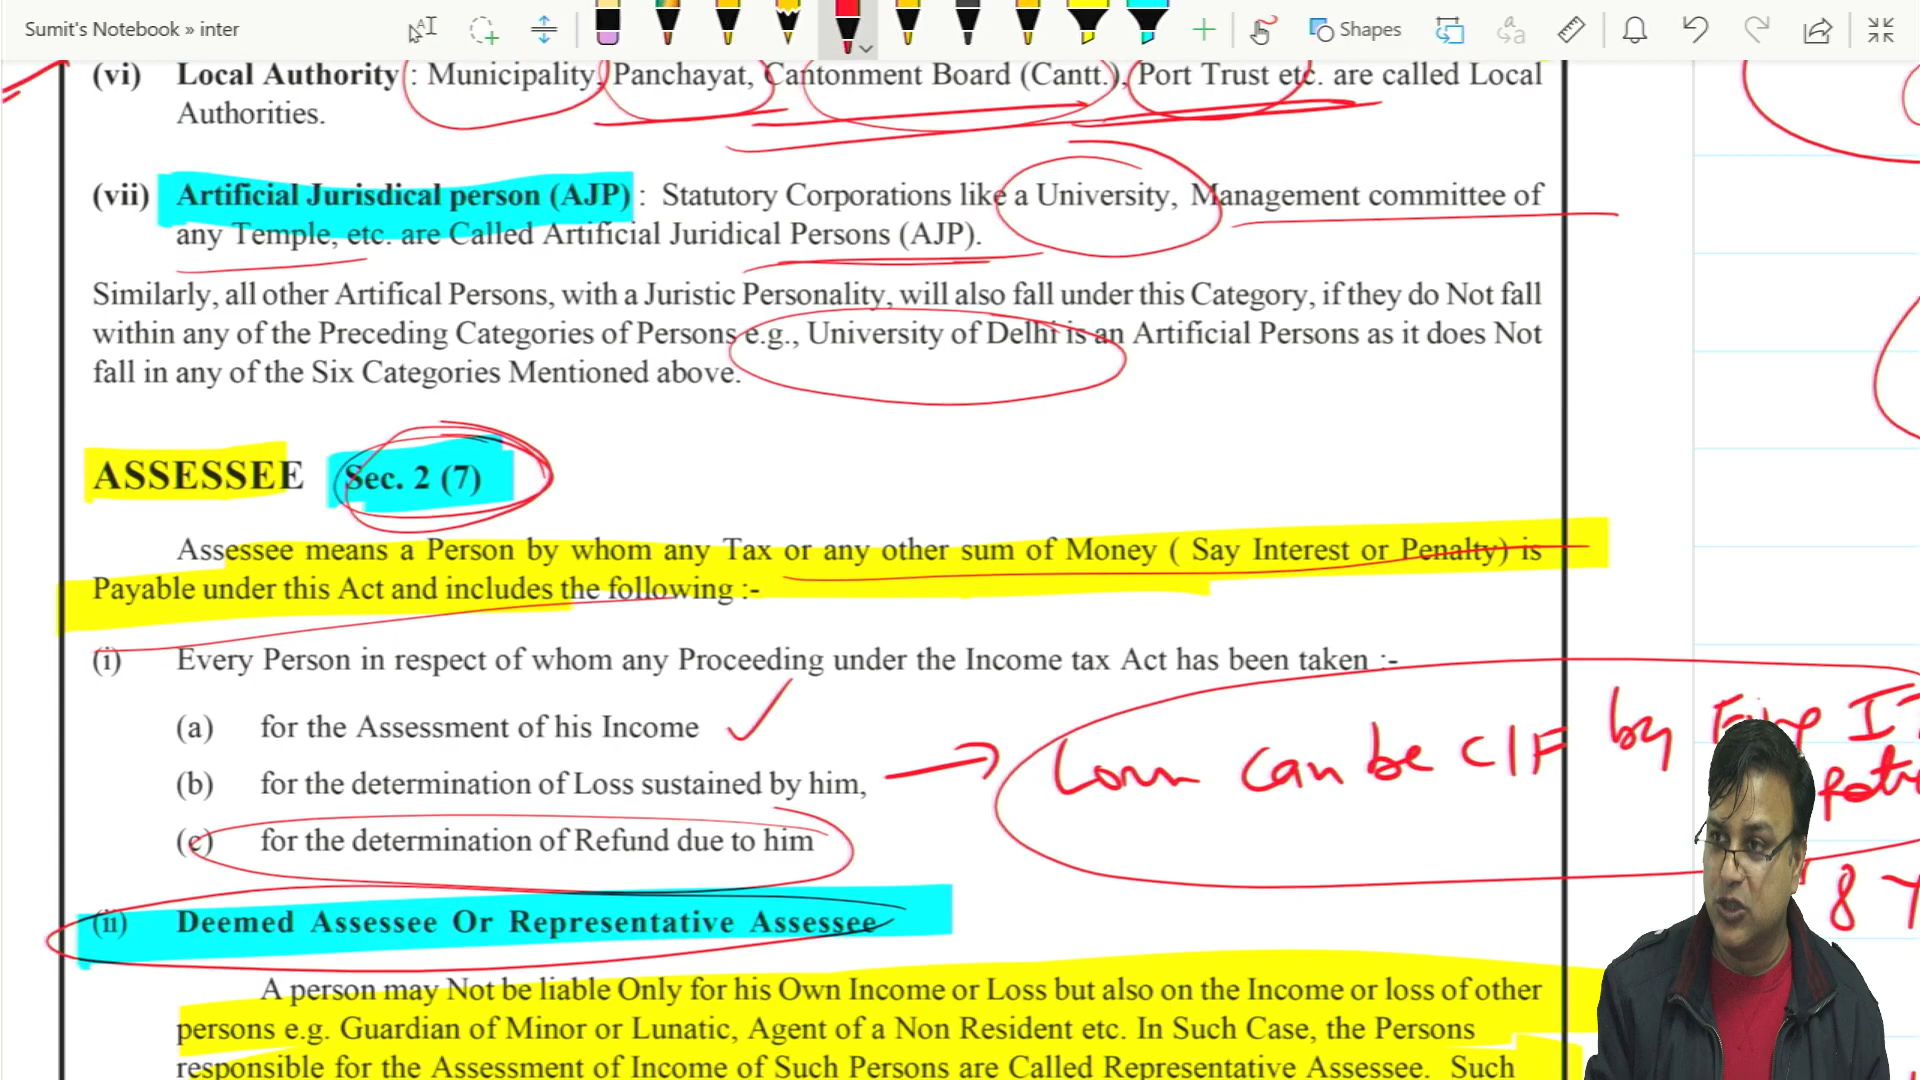 Sumit's Notebook » inter
Shapes
(vi) Local Authority : Municipality, Panchayat, Cantonment Board (Cantt.), Port Trust etc. are called Local
Authorities.
(vii) Artificial Jurisdical person (AJP) : Statutory Corporations like a University, Management committee of
any Temple, etc. are Called Artificial Juridical Persons (AJP).
Similarly, all other Artifical Persons, with a Juristic Personality, will also fall under this Category, if they do Not fall
within any of the Preceding Categories of Persons e.g., University of Delhi is an Artificial Persons as it does Not
fall in any of the Six Categories Mentioned above.
ASSESSEE Sec. 2 (7)
Assessee means a Person by whom any Tax or any other sum of Money ( Say Interest or Penalty) is
Payable under this Act and includes the following :-
(i) Every Person in respect of whom any Proceeding under the Income tax Act has been taken :-
(a) for the Assessment of his Income
(b) for the determination of Loss sustained by him,
Loss can be C/F by
(c) for the determination of Refund due to him
8 Y
(ii) Deemed Assessee Or Representative Assessee
A person may Not be liable Only for his Own Income or Loss but also on the Income or loss of other
persons e.g. Guardian of Minor or Lunatic, Agent of a Non Resident etc. In Such Case, the Persons
responsible for the Assessment of Income of Such Persons are Called Representative Assessee. Such